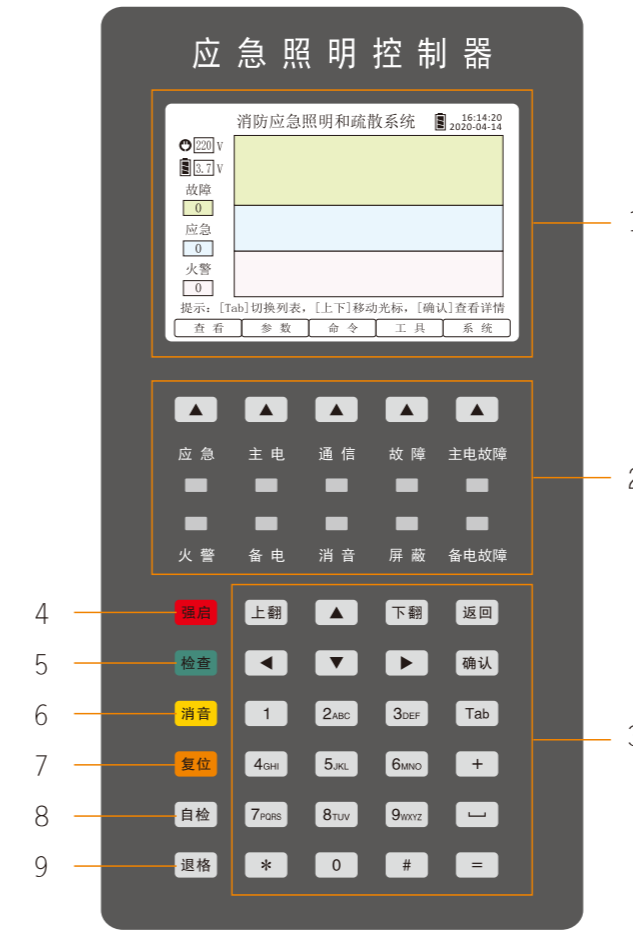 应急照明控制器
消防应急照明和疏散系统 16:14:20
2020-04-14
220 V
3.7 V
故障
0
应急
0
火警
0
提示: [Tab]切换列表, [上下]移动光标, [确认]查看详情
查看 参数 命令 工具 系统
1
▲ ▲ ▲ ▲ ▲
应急 主电 通信 故障 主电故障
2
火警 备电 消音 屏蔽 备电故障
4 强启 上翻 ▲ 下翻 返回
5 检查 ◀ ▼ ▶ 确认
6 消音 1 2ABC 3DEF Tab
3
7 复位 4GHI 5JKL 6MNO +
8 自检 7PQRS 8TUV 9WXYZ ⎵
9 退格 * 0 # =